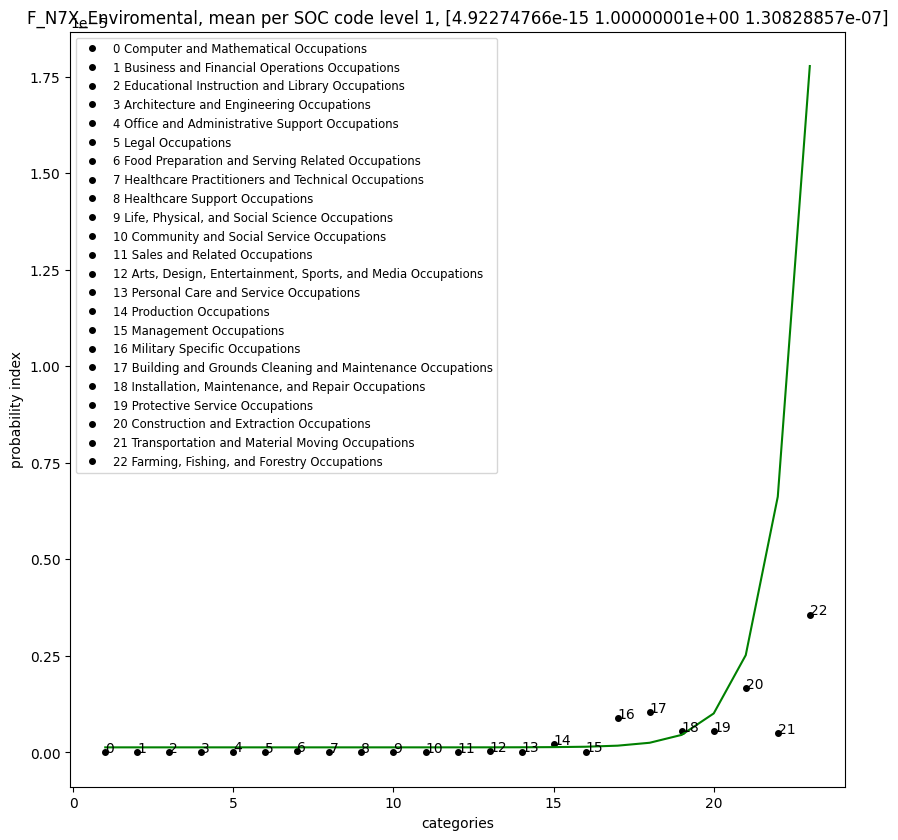 F_N7X_Enviromental, mean per SOC code level 1, [4.92274766e-15 1.00000001e+00 1.30828857e-07]
1e−5
0 Computer and Mathematical Occupations
1 Business and Financial Operations Occupations
2 Educational Instruction and Library Occupations
3 Architecture and Engineering Occupations
4 Office and Administrative Support Occupations
5 Legal Occupations
6 Food Preparation and Serving Related Occupations
7 Healthcare Practitioners and Technical Occupations
8 Healthcare Support Occupations
9 Life, Physical, and Social Science Occupations
10 Community and Social Service Occupations
11 Sales and Related Occupations
12 Arts, Design, Entertainment, Sports, and Media Occupations
13 Personal Care and Service Occupations
14 Production Occupations
15 Management Occupations
16 Military Specific Occupations
17 Building and Grounds Cleaning and Maintenance Occupations
18 Installation, Maintenance, and Repair Occupations
19 Protective Service Occupations
20 Construction and Extraction Occupations
21 Transportation and Material Moving Occupations
22 Farming, Fishing, and Forestry Occupations
probability index
1.75
1.50
1.25
1.00
0.75
0.50
0.25
0.00
0 1 2 3 4 5 6 7 8 9 10 11 12 13 14 15 16 17 18 19 20 21 22
0 5 10 15 20
categories